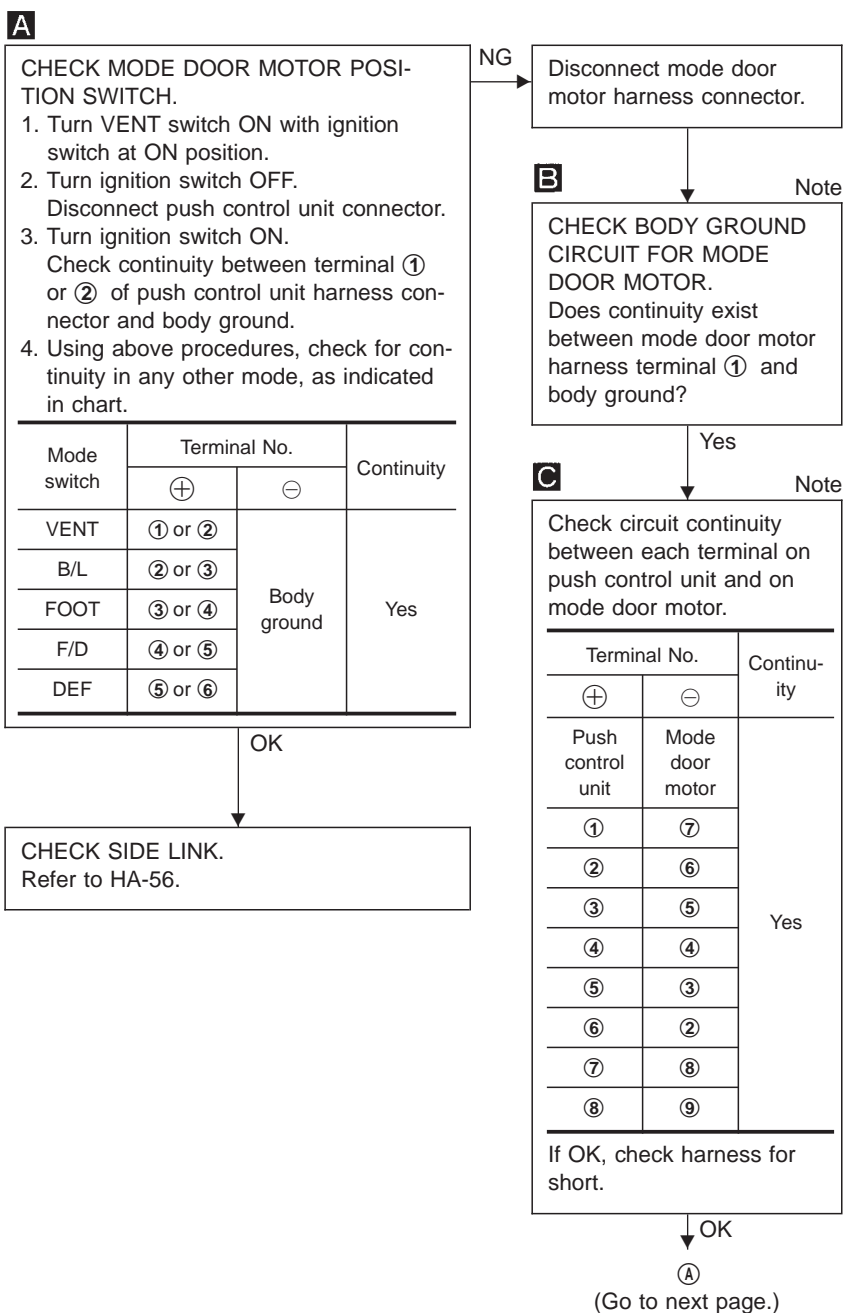 A
CHECK MODE DOOR MOTOR POSI-
TION SWITCH.
1. Turn VENT switch ON with ignition
switch at ON position.
2. Turn ignition switch OFF.
Disconnect push control unit connector.
3. Turn ignition switch ON.
Check continuity between terminal ①
or ② of push control unit harness con-
nector and body ground.
4. Using above procedures, check for con-
tinuity in any other mode, as indicated
in chart.
Mode switch Terminal No. Continuity
⊕ ⊖
VENT ① or ② Body ground Yes
B/L ② or ③
FOOT ③ or ④
F/D ④ or ⑤
DEF ⑤ or ⑥
OK
CHECK SIDE LINK.
Refer to HA-56.
NG
Disconnect mode door
motor harness connector.
B Note
CHECK BODY GROUND
CIRCUIT FOR MODE
DOOR MOTOR.
Does continuity exist
between mode door motor
harness terminal ① and
body ground?
Yes
C Note
Check circuit continuity
between each terminal on
push control unit and on
mode door motor.
Terminal No. Continu-
ity
⊕ ⊖
Push control unit Mode door motor Yes
① ⑦
② ⑥
③ ⑤
④ ④
⑤ ③
⑥ ②
⑦ ⑧
⑧ ⑨
If OK, check harness for
short.
OK
Ⓐ
(Go to next page.)